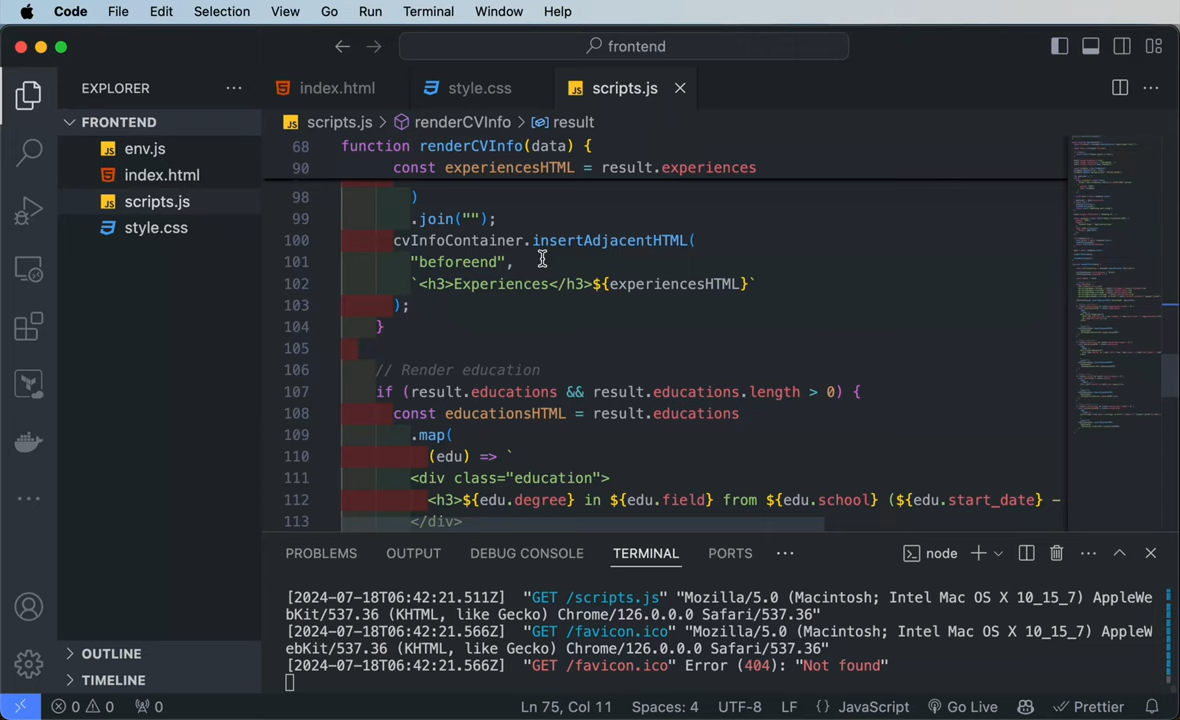 Code File Edit Selection View Go Run Terminal Window Help
frontend
EXPLORER ...
index.html
style.css
scripts.js
FRONTEND
env.js
index.html
scripts.js
style.css
OUTLINE
TIMELINE
scripts.js > renderCVInfo > result
68 function renderCVInfo(data) {
90 const experiencesHTML = result.experiences
98 )
99 .join("");
100 cvInfoContainer.insertAdjacentHTML(
101 "beforeend",
102 `<h3>Experiences</h3>${experiencesHTML}`
103 );
104 }
105
106 // Render education
107 if (result.educations && result.educations.length > 0) {
108 const educationsHTML = result.educations
109 .map(
110 (edu) => `
111 <div class="education">
112 <h3>${edu.degree} in ${edu.field} from ${edu.school} (${edu.start_date} -
113 </div>
PROBLEMS OUTPUT DEBUG CONSOLE TERMINAL PORTS ...
node
[2024-07-18T06:42:21.511Z] "GET /scripts.js" "Mozilla/5.0 (Macintosh; Intel Mac OS X 10_15_7) AppleWe
bKit/537.36 (KHTML, like Gecko) Chrome/126.0.0.0 Safari/537.36"
[2024-07-18T06:42:21.566Z] "GET /favicon.ico" "Mozilla/5.0 (Macintosh; Intel Mac OS X 10_15_7) AppleW
ebKit/537.36 (KHTML, like Gecko) Chrome/126.0.0.0 Safari/537.36"
[2024-07-18T06:42:21.566Z] "GET /favicon.ico" Error (404): "Not found"
0 0 0 Ln 75, Col 11 Spaces: 4 UTF-8 LF {} JavaScript Go Live Prettier